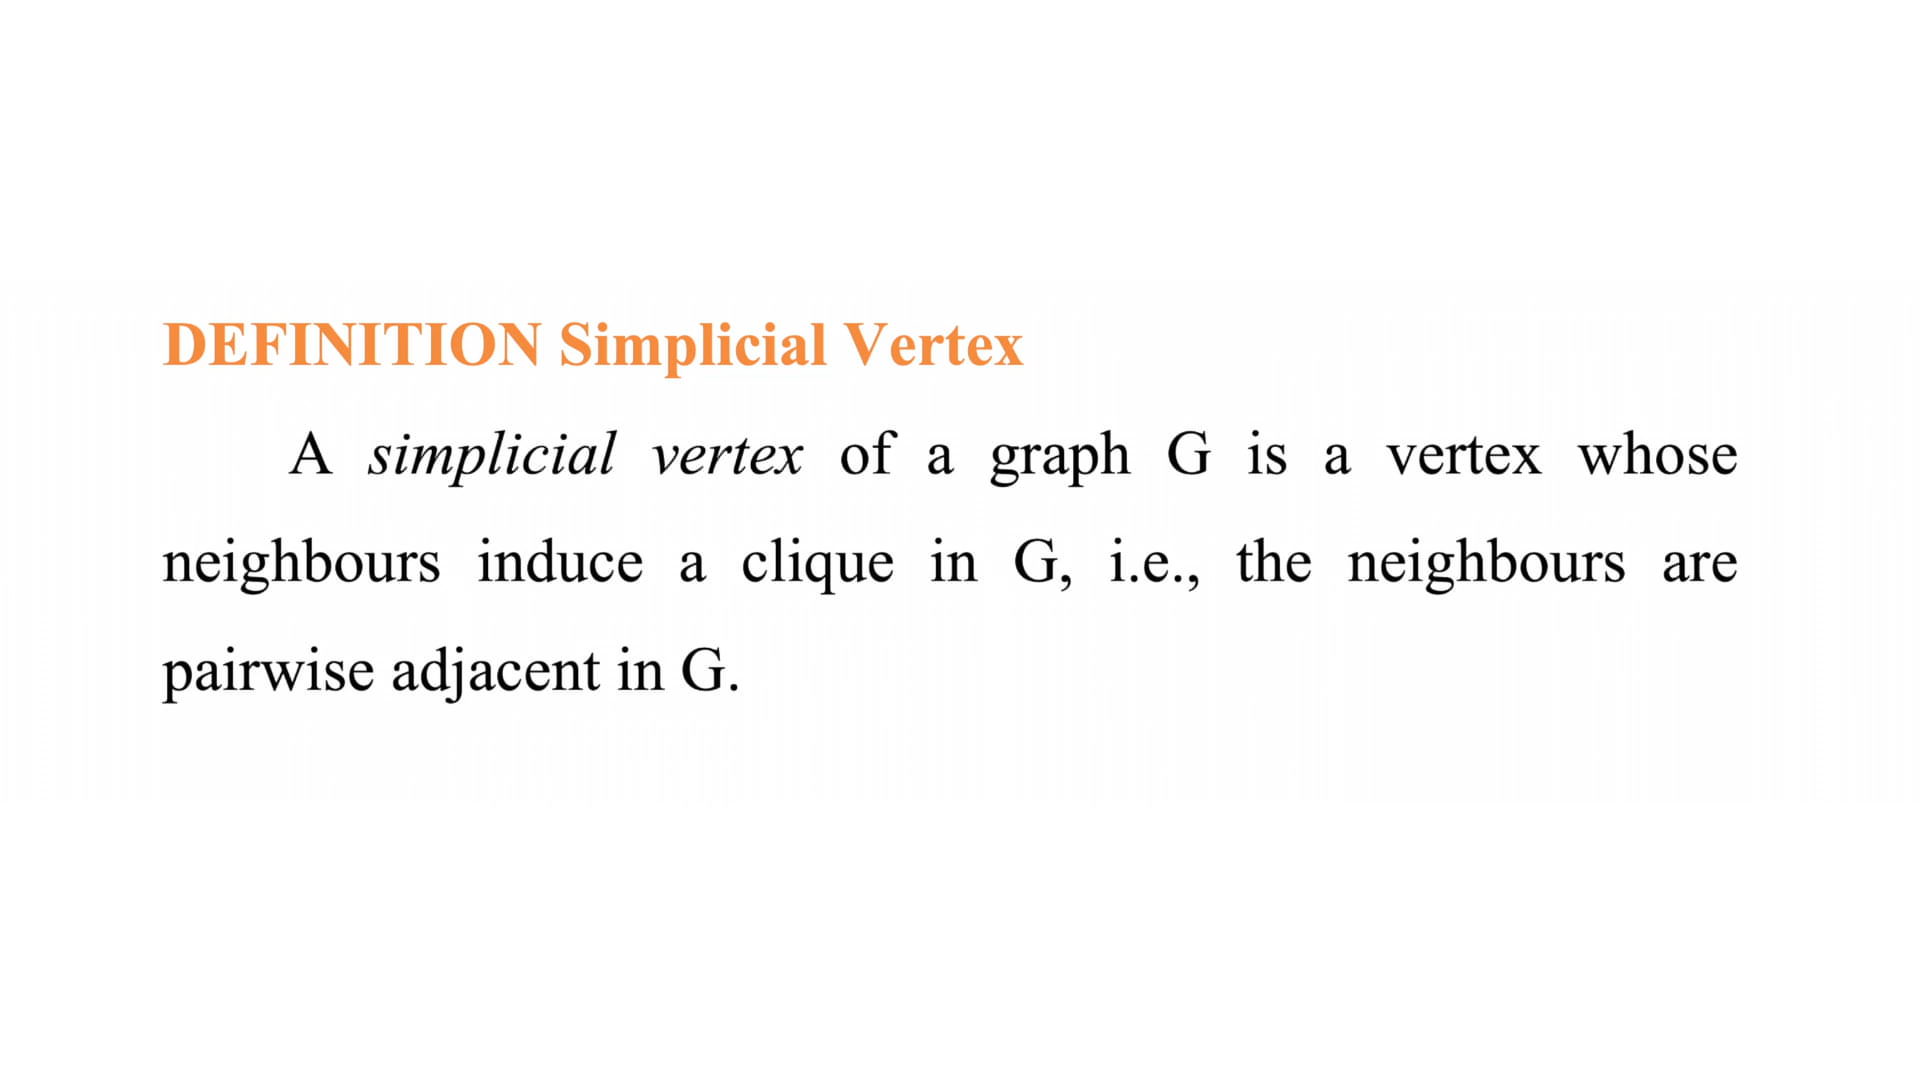 DEFINITION Simplicial Vertex
A simplicial vertex of a graph G is a vertex whose
neighbours induce a clique in G, i.e., the neighbours are
pairwise adjacent in G.